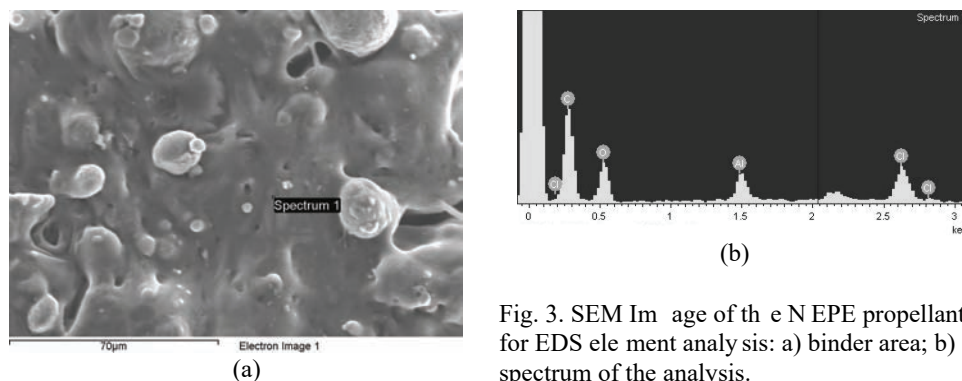 Spectrum 1
70µm
Electron Image 1
(a)
Spectrum
C
O
Al
Cl
Cl
Cl
0 0.5 1 1.5 2 2.5 3
ke
(b)
Fig. 3. SEM Im age of th e N EPE propellant
for EDS ele ment analy sis: a) binder area; b)
spectrum of the analysis.